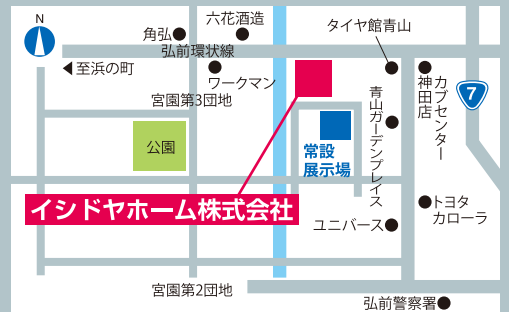 N
六花酒造
タイヤ館青山
角弘
弘前環状線
至浜の町
ワークマン
宮園第3団地
カブセンター
神田店
7
青山ガーデンプレイス
公園
常設
展示場
イシドヤホーム株式会社
トヨタ
カローラ
ユニバース
宮園第2団地
弘前警察署